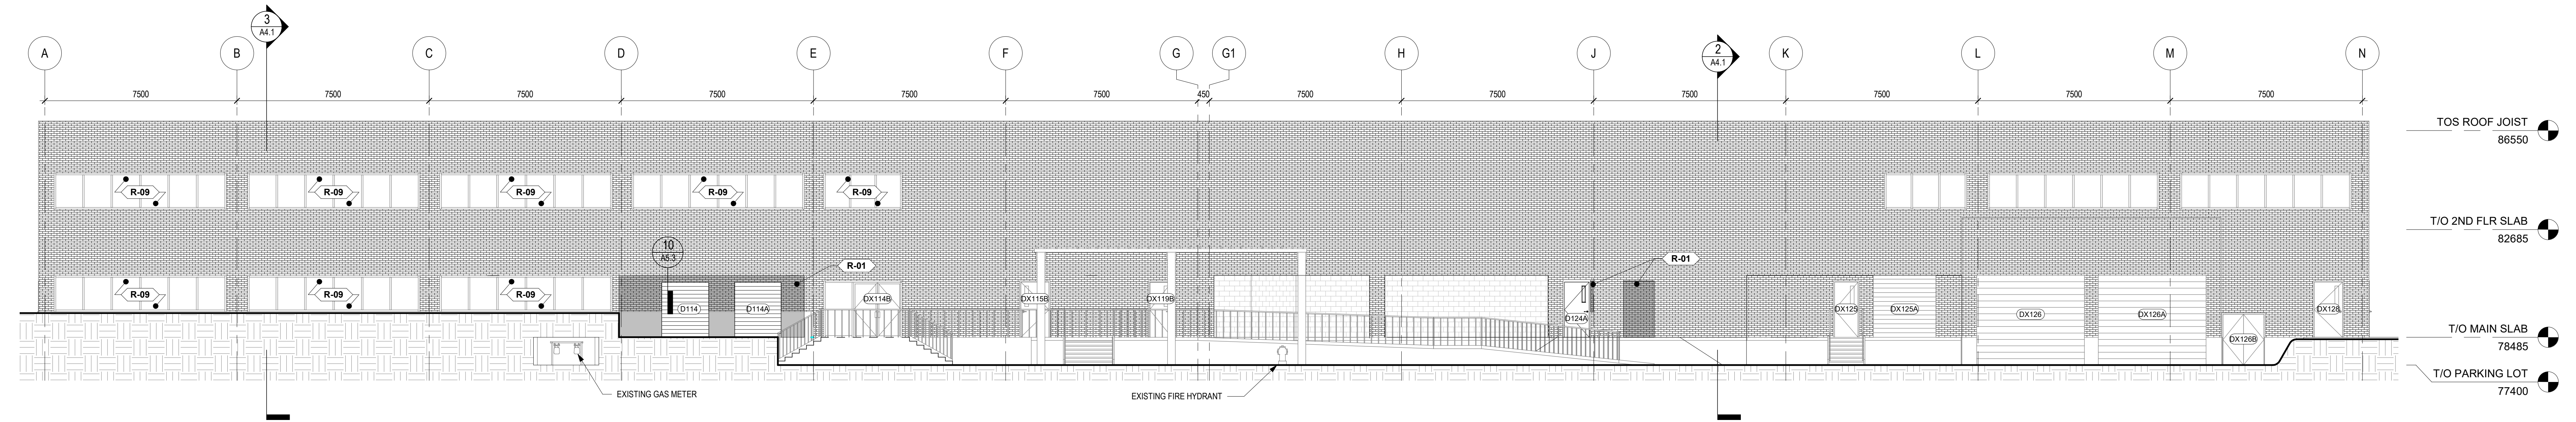 3
A4.1
A
B
C
D
E
F
G
G1
H
J
2
A4.1
K
L
M
N
7500 7500 7500 7500 7500 7500 450 7500 7500 7500 7500 7500 7500
TOS ROOF JOIST
86550
R-09 R-09 R-09 R-09 R-09
T/O 2ND FLR SLAB
82685
10
A5.3
R-01 R-01
R-09 R-09 R-09
D114 D114A DX114B DX115B DX119B D124A DX125 DX125A DX126 DX126A DX126B DX128
T/O MAIN SLAB
78485
T/O PARKING LOT
77400
EXISTING GAS METER
EXISTING FIRE HYDRANT